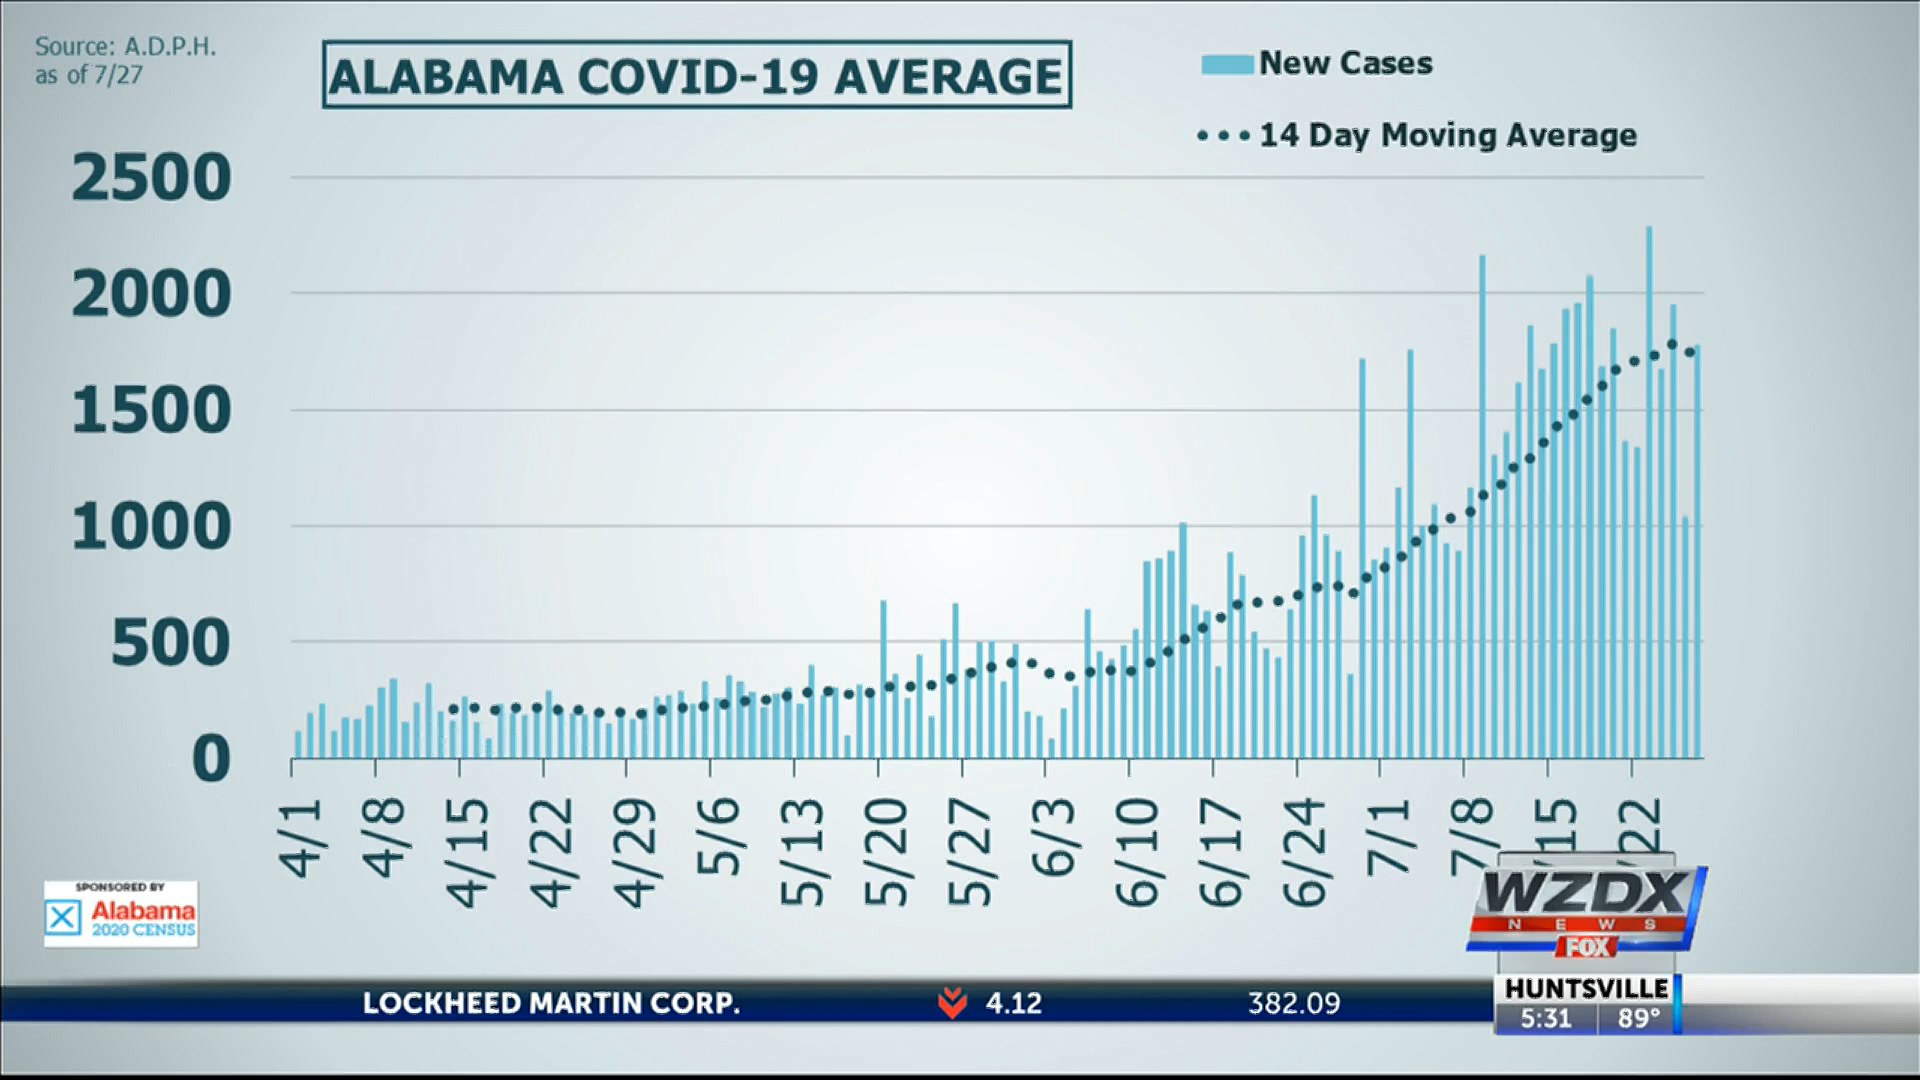 Source: A.D.P.H.
as of 7/27
ALABAMA COVID-19 AVERAGE
New Cases
14 Day Moving Average
2500
2000
1500
1000
500
0
4/1
4/8
4/15
4/22
4/29
5/6
5/13
5/20
5/27
6/3
6/10
6/17
6/24
7/1
7/8
/15
22
SPONSORED BY
Alabama
2020 CENSUS
WZDX
NEWS
FOX
LOCKHEED MARTIN CORP. 4.12 382.09
HUNTSVILLE
5:31 89°